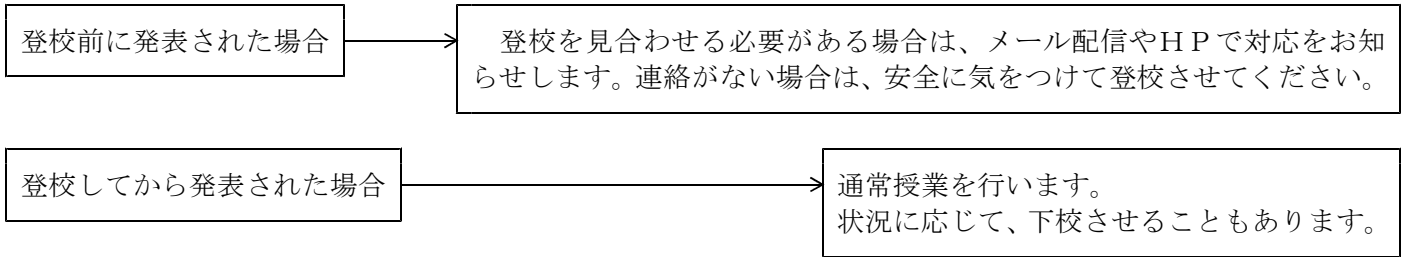 登校前に発表された場合
　登校を見合わせる必要がある場合は、メール配信やＨＰで対応をお知
らせします。連絡がない場合は、安全に気をつけて登校させてください。
登校してから発表された場合
通常授業を行います。
状況に応じて、下校させることもあります。